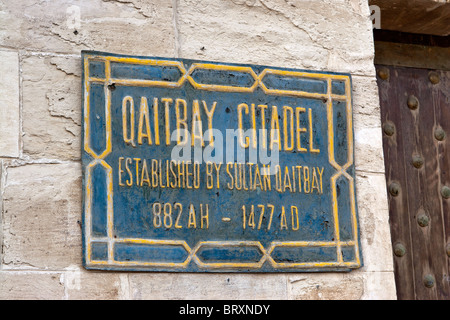 QAITBAY CITADEL
ESTABLISHED BY SULTAN QAITBAY
882 AH - 1477 AD